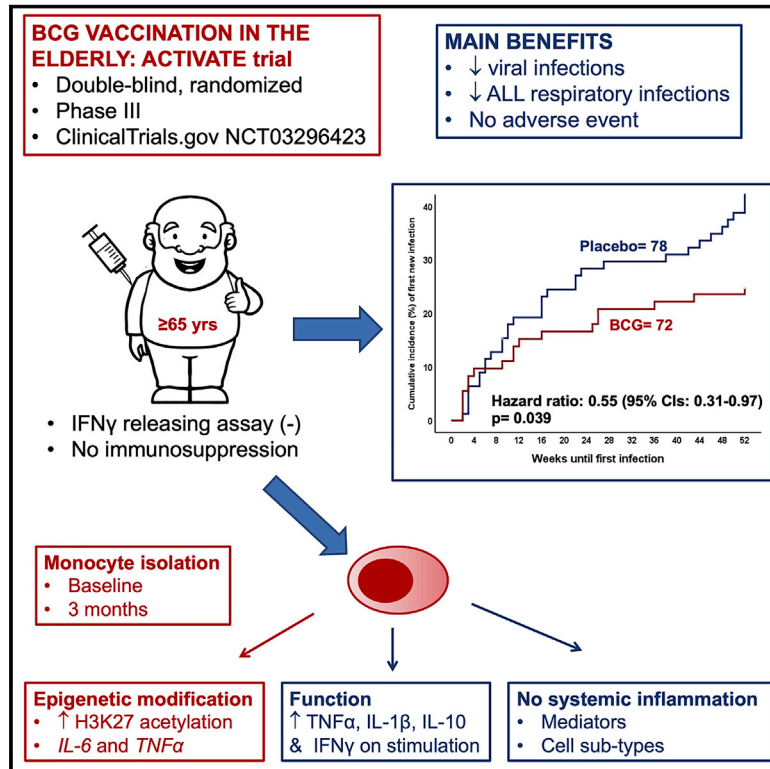 BCG VACCINATION IN THE
ELDERLY: ACTIVATE trial
• Double-blind, randomized
• Phase III
• ClinicalTrials.gov NCT03296423
MAIN BENEFITS
• ↓ viral infections
• ↓ ALL respiratory infections
• No adverse event
≥65 yrs
• IFNγ releasing assay (-)
• No immunosuppression
Cumulative incidence (%) of first new infection
40
30
20
10
0
Placebo= 78
BCG= 72
Hazard ratio: 0.55 (95% CIs: 0.31-0.97)
p= 0.039
0 4 8 12 16 20 24 28 32 36 40 44 48 52
Weeks until first infection
Monocyte isolation
• Baseline
• 3 months
Epigenetic modification
• ↑ H3K27 acetylation
• IL-6 and TNFα
Function
↑ TNFα, IL-1β, IL-10
& IFNγ on stimulation
No systemic inflammation
• Mediators
• Cell sub-types